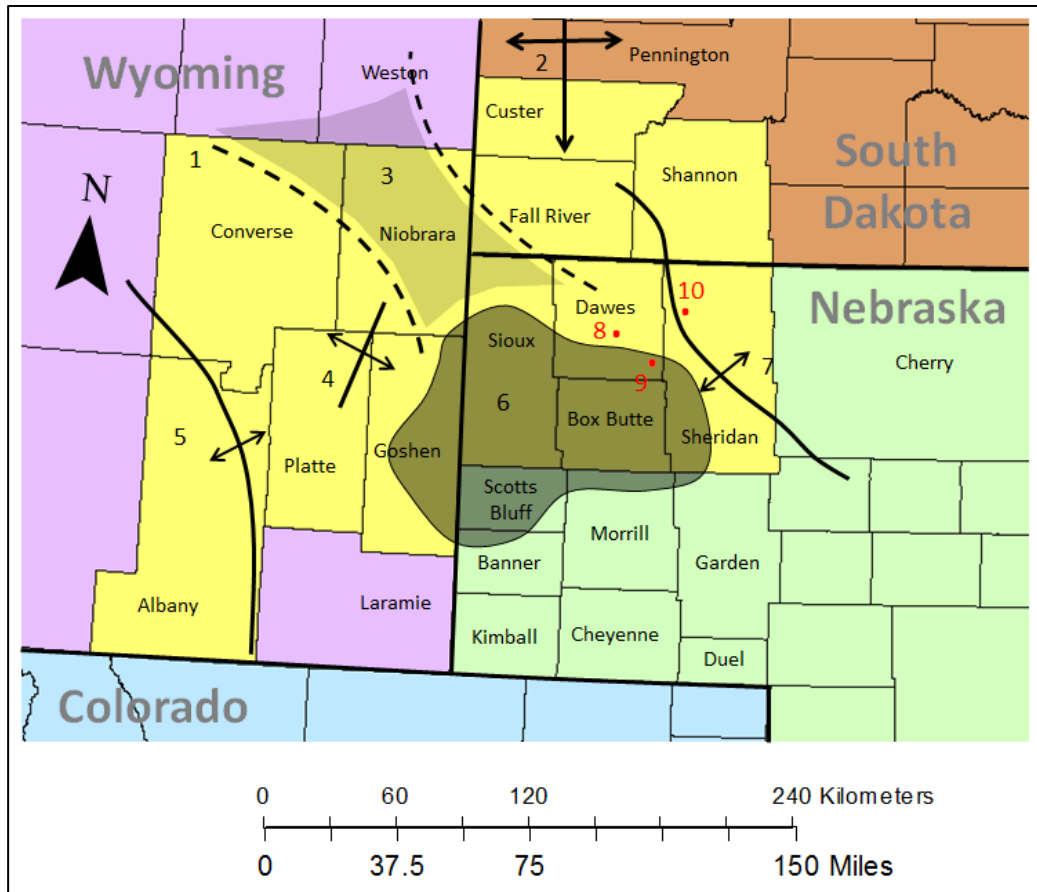 Wyoming
Weston
2
Pennington
Custer
1
3
South
Dakota
Shannon
N
Converse
Niobrara
Fall River
10
Nebraska
Dawes
8
Sioux
Cherry
4
9
7
6
Box Butte
5
Goshen
Sheridan
Platte
Scotts
Bluff
Morrill
Banner
Garden
Albany
Laramie
Kimball
Cheyenne
Duel
Colorado
0 60 120 240 Kilometers
0 37.5 75 150 Miles